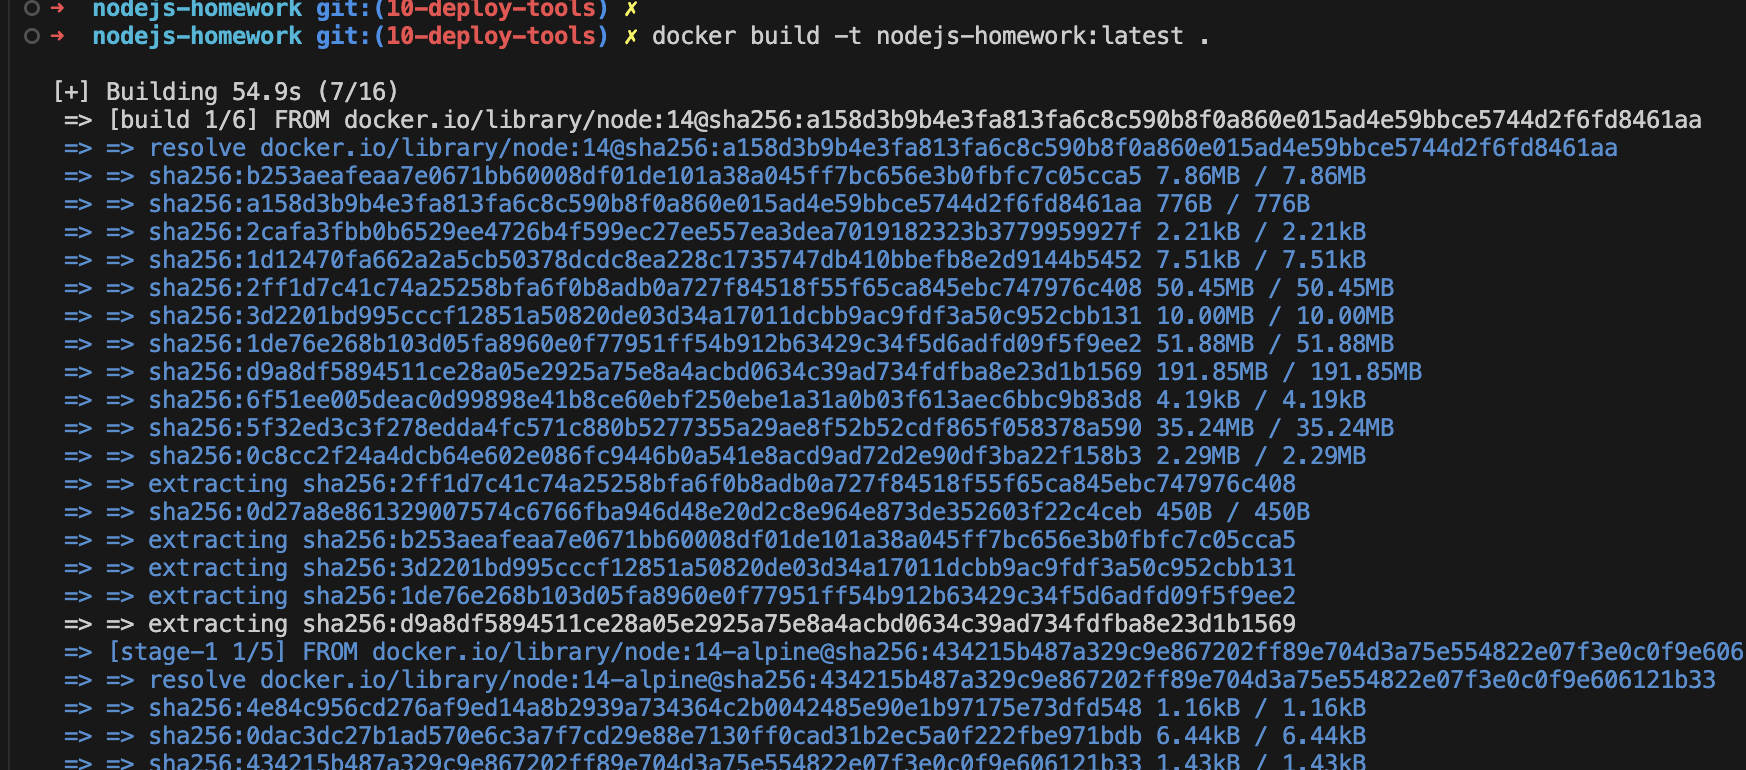 ➜ nodejs-homework git:(10-deploy-tools) ✗
➜ nodejs-homework git:(10-deploy-tools) ✗ docker build -t nodejs-homework:latest .
[+] Building 54.9s (7/16)
=> [build 1/6] FROM docker.io/library/node:14@sha256:a158d3b9b4e3fa813fa6c8c590b8f0a860e015ad4e59bbce5744d2f6fd8461aa
=> => resolve docker.io/library/node:14@sha256:a158d3b9b4e3fa813fa6c8c590b8f0a860e015ad4e59bbce5744d2f6fd8461aa
=> => sha256:b253aeafeaa7e0671bb60008df01de101a38a045ff7bc656e3b0fbfc7c05cca5 7.86MB / 7.86MB
=> => sha256:a158d3b9b4e3fa813fa6c8c590b8f0a860e015ad4e59bbce5744d2f6fd8461aa 776B / 776B
=> => sha256:2cafa3fbb0b6529ee4726b4f599ec27ee557ea3dea7019182323b3779959927f 2.21kB / 2.21kB
=> => sha256:1d12470fa662a2a5cb50378dcdc8ea228c1735747db410bbefb8e2d9144b5452 7.51kB / 7.51kB
=> => sha256:2ff1d7c41c74a25258bfa6f0b8adb0a727f84518f55f65ca845ebc747976c408 50.45MB / 50.45MB
=> => sha256:3d2201bd995cccf12851a50820de03d34a17011dcbb9ac9fdf3a50c952cbb131 10.00MB / 10.00MB
=> => sha256:1de76e268b103d05fa8960e0f77951ff54b912b63429c34f5d6adfd09f5f9ee2 51.88MB / 51.88MB
=> => sha256:d9a8df5894511ce28a05e2925a75e8a4acbd0634c39ad734fdfba8e23d1b1569 191.85MB / 191.85MB
=> => sha256:6f51ee005deac0d99898e41b8ce60ebf250ebe1a31a0b03f613aec6bbc9b83d8 4.19kB / 4.19kB
=> => sha256:5f32ed3c3f278edda4fc571c880b5277355a29ae8f52b52cdf865f058378a590 35.24MB / 35.24MB
=> => sha256:0c8cc2f24a4dcb64e602e086fc9446b0a541e8acd9ad72d2e90df3ba22f158b3 2.29MB / 2.29MB
=> => extracting sha256:2ff1d7c41c74a25258bfa6f0b8adb0a727f84518f55f65ca845ebc747976c408
=> => sha256:0d27a8e861329007574c6766fba946d48e20d2c8e964e873de352603f22c4ceb 450B / 450B
=> => extracting sha256:b253aeafeaa7e0671bb60008df01de101a38a045ff7bc656e3b0fbfc7c05cca5
=> => extracting sha256:3d2201bd995cccf12851a50820de03d34a17011dcbb9ac9fdf3a50c952cbb131
=> => extracting sha256:1de76e268b103d05fa8960e0f77951ff54b912b63429c34f5d6adfd09f5f9ee2
=> => extracting sha256:d9a8df5894511ce28a05e2925a75e8a4acbd0634c39ad734fdfba8e23d1b1569
=> [stage-1 1/5] FROM docker.io/library/node:14-alpine@sha256:434215b487a329c9e867202ff89e704d3a75e554822e07f3e0c0f9e606
=> => resolve docker.io/library/node:14-alpine@sha256:434215b487a329c9e867202ff89e704d3a75e554822e07f3e0c0f9e606121b33
=> => sha256:4e84c956cd276af9ed14a8b2939a734364c2b0042485e90e1b97175e73dfd548 1.16kB / 1.16kB
=> => sha256:0dac3dc27b1ad570e6c3a7f7cd29e88e7130ff0cad31b2ec5a0f222fbe971bdb 6.44kB / 6.44kB
=> => sha256:434215b487a329c9e867202ff89e704d3a75e554822e07f3e0c0f9e606121b33 1.43kB / 1.43kB